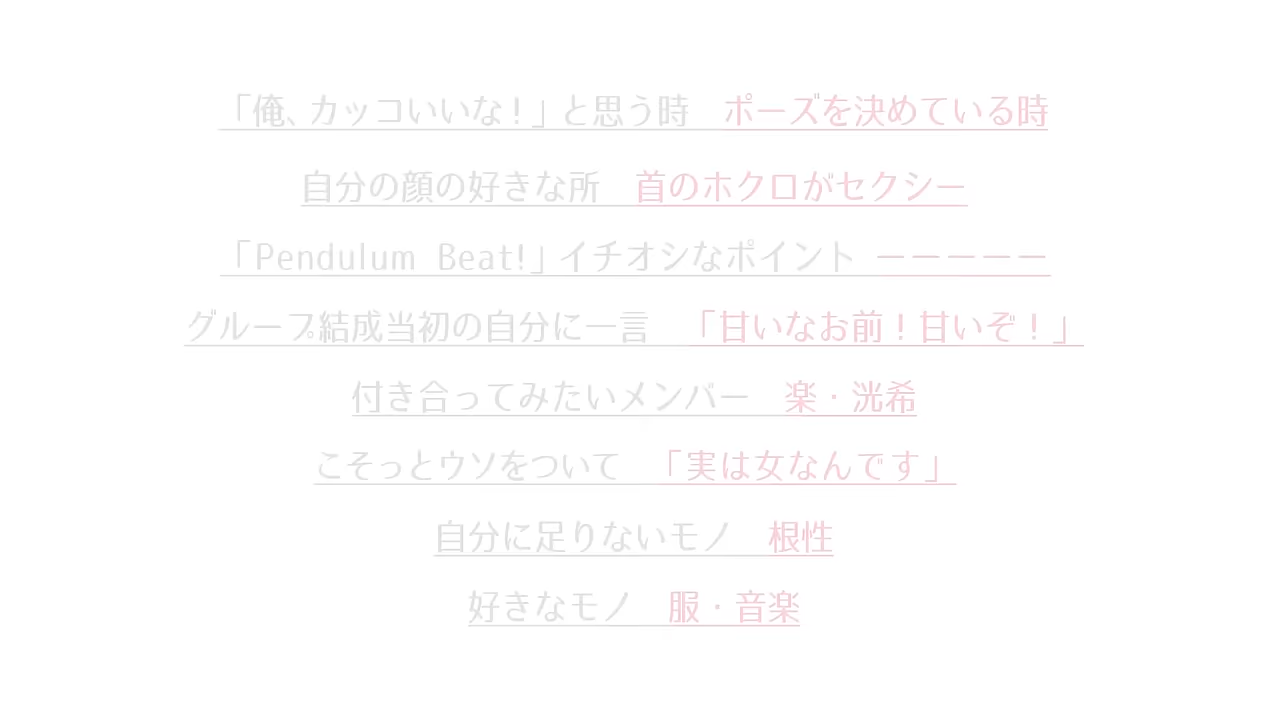 「俺、カッコいいな！」と思う時　ポーズを決めている時
自分の顔の好きな所　首のホクロがセクシー
「Pendulum Beat!」イチオシなポイント ーーーーー
グループ結成当初の自分に一言　「甘いなお前！甘いぞ！」
付き合ってみたいメンバー　楽・洸希
こそっとウソをついて　「実は女なんです」
自分に足りないモノ　根性
好きなモノ　服・音楽